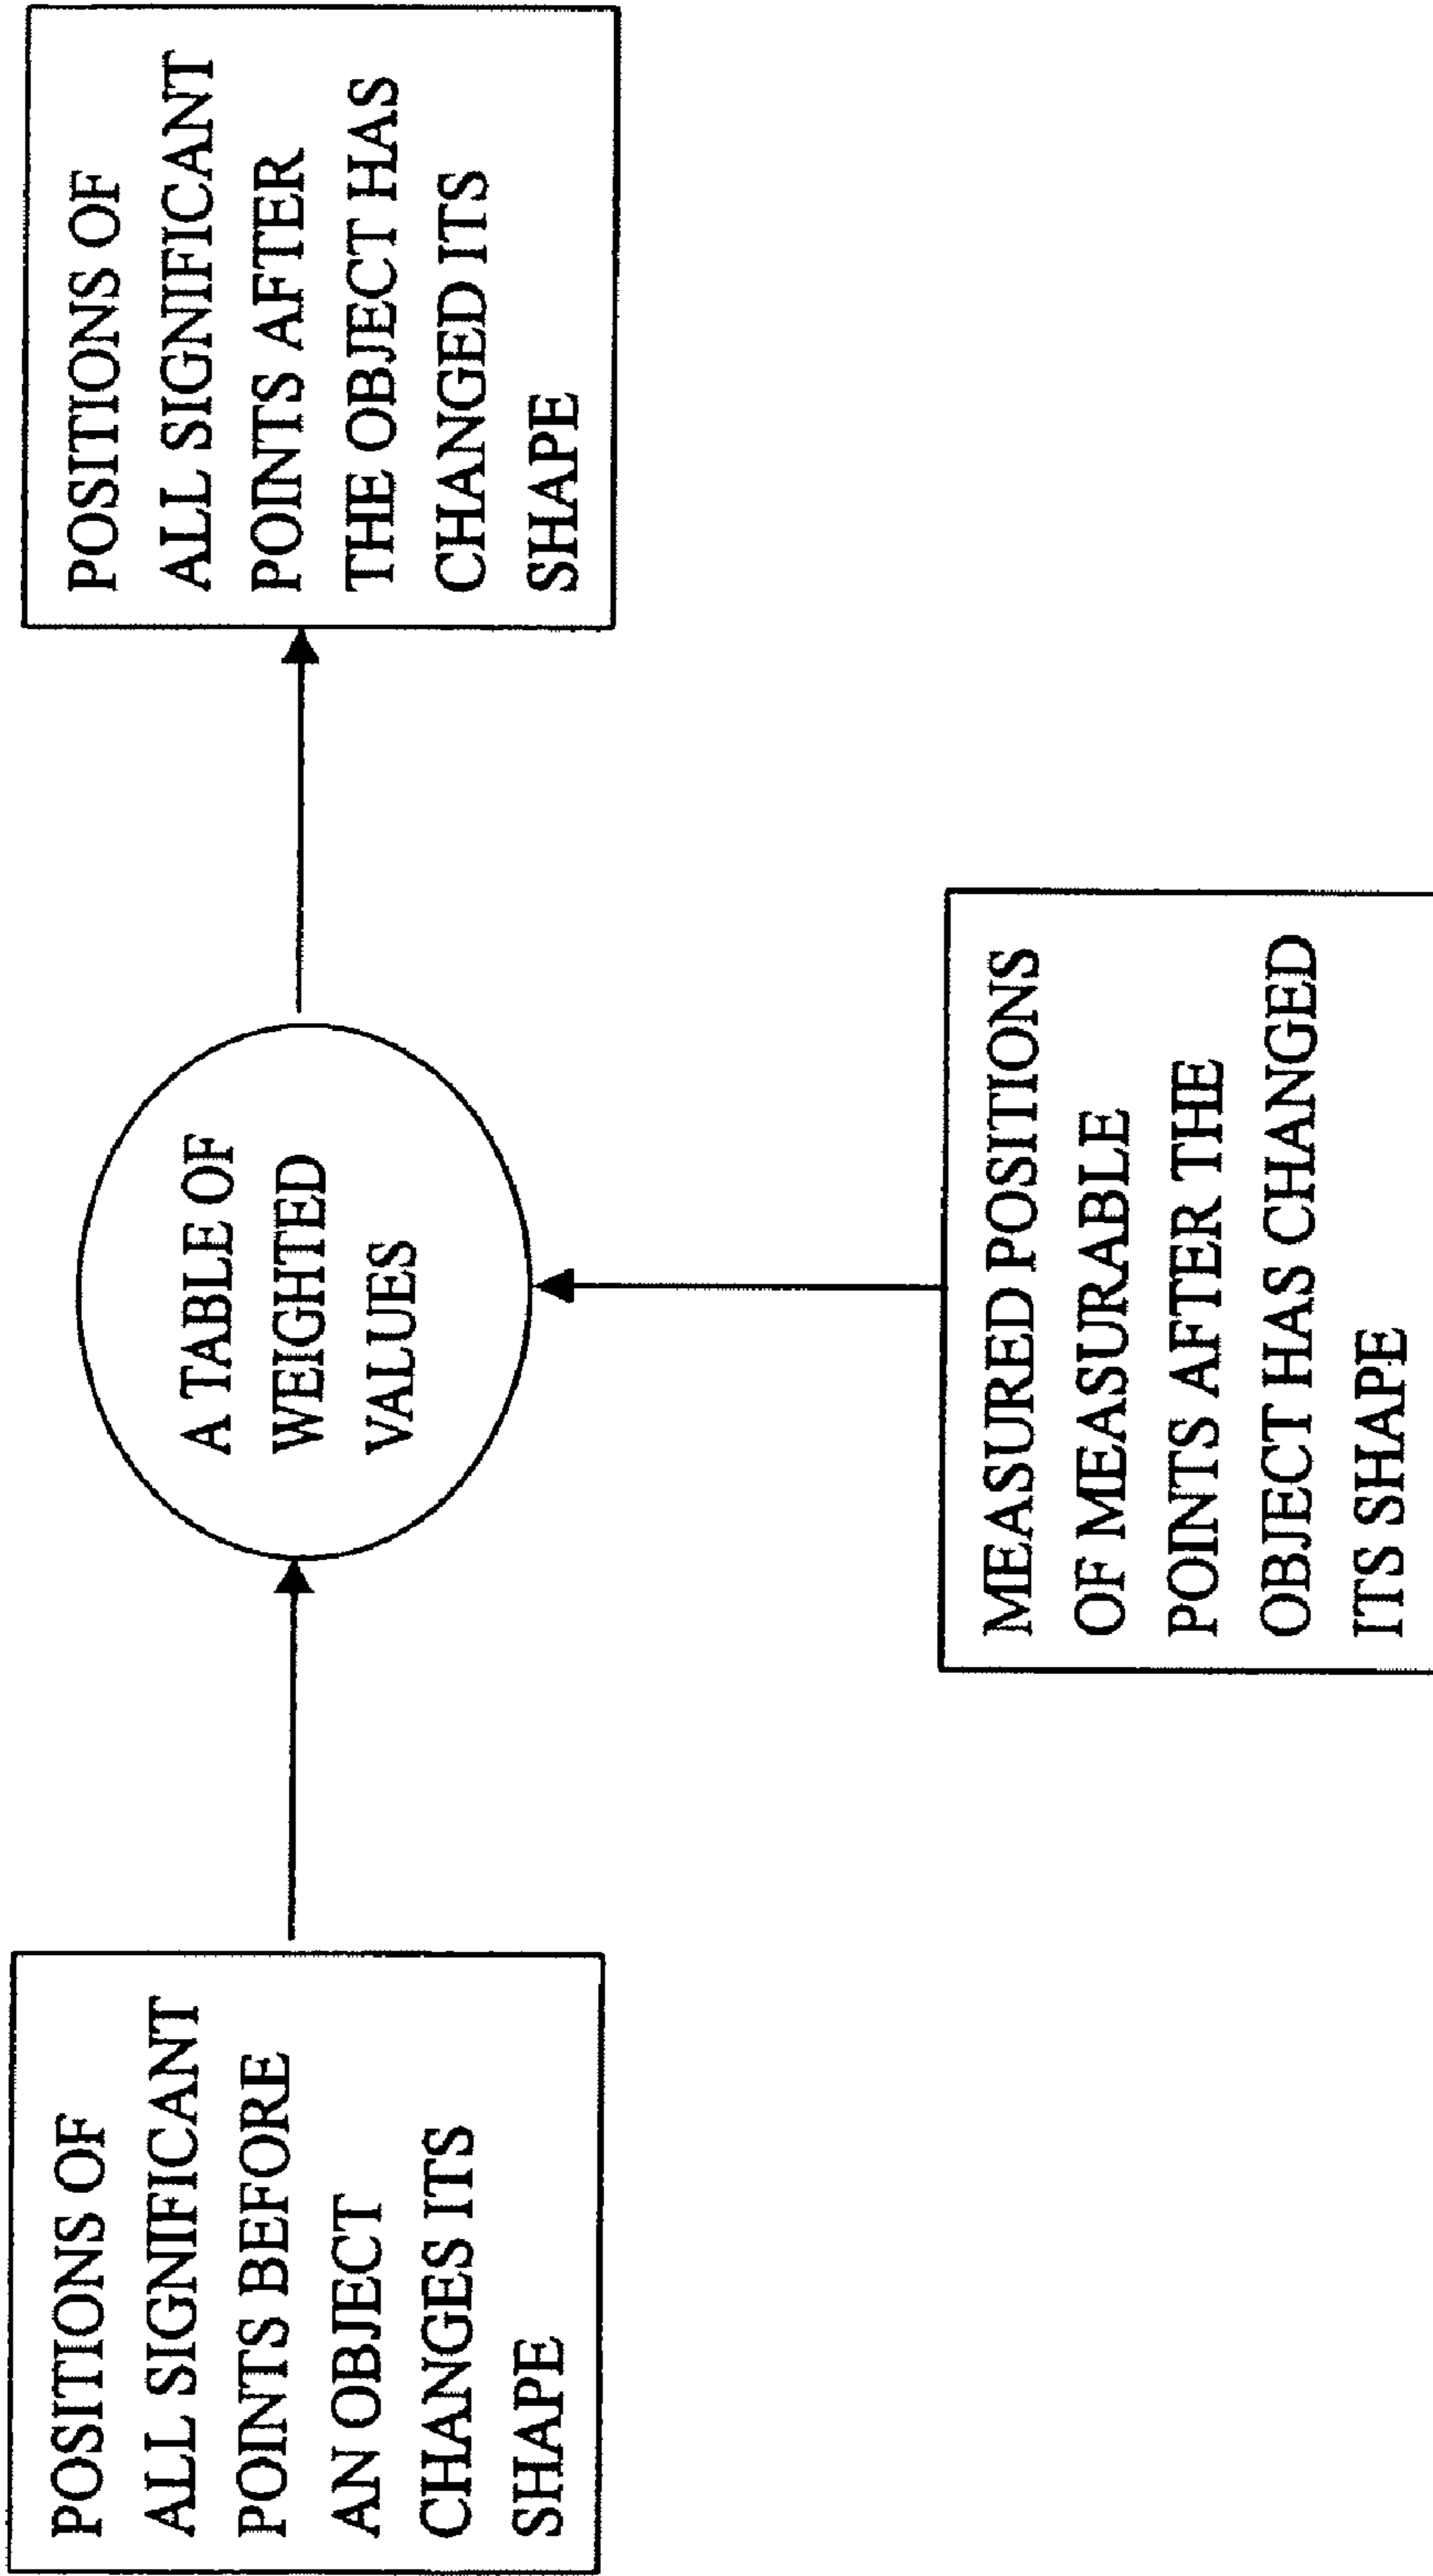 POSITIONS OF
ALL SIGNIFICANT
POINTS BEFORE
AN OBJECT
CHANGES ITS
SHAPE
A TABLE OF
WEIGHTED
VALUES
POSITIONS OF
ALL SIGNIFICANT
POINTS AFTER
THE OBJECT HAS
CHANGED ITS
SHAPE
MEASURED POSITIONS
OF MEASURABLE
POINTS AFTER THE
OBJECT HAS CHANGED
ITS SHAPE